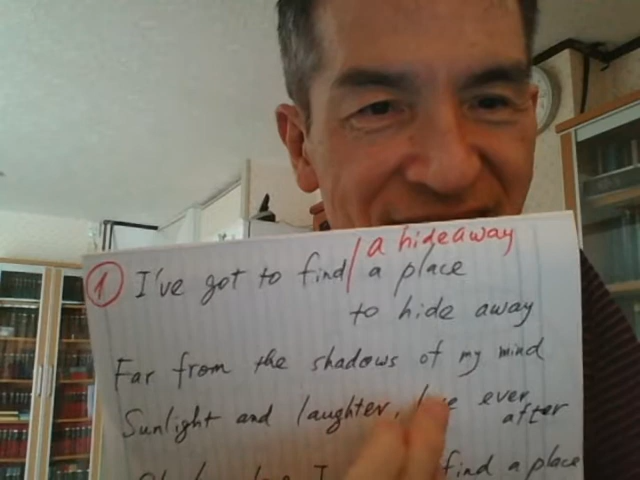 ① I've got to find / a hideaway
a place
to hide away
Far from the shadows of my mind
Sunlight and laughter, ever
after
I find a place